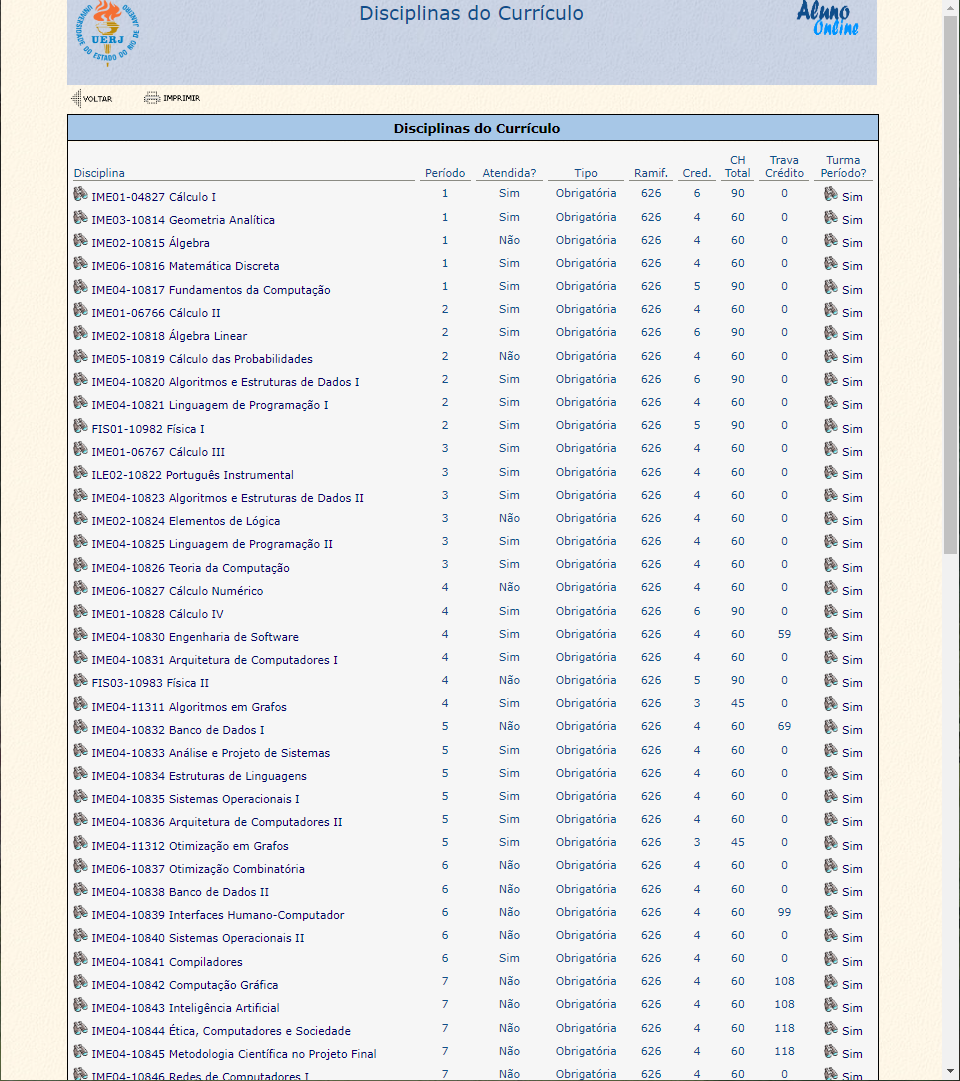 Disciplinas do Currículo
Aluno
Online
UERJ
UNIVERSIDADE DO ESTADO DO RIO DE JANEIRO
VOLTAR IMPRIMIR
Disciplinas do Currículo
Disciplina Período Atendida? Tipo Ramif. Cred. CH Total Trava Crédito Turma Período?
IME01-04827 Cálculo I 1 Sim Obrigatória 626 6 90 0 Sim
IME03-10814 Geometria Analítica 1 Sim Obrigatória 626 4 60 0 Sim
IME02-10815 Álgebra 1 Não Obrigatória 626 4 60 0 Sim
IME06-10816 Matemática Discreta 1 Sim Obrigatória 626 4 60 0 Sim
IME04-10817 Fundamentos da Computação 1 Sim Obrigatória 626 5 90 0 Sim
IME01-06766 Cálculo II 2 Sim Obrigatória 626 4 60 0 Sim
IME02-10818 Álgebra Linear 2 Sim Obrigatória 626 6 90 0 Sim
IME05-10819 Cálculo das Probabilidades 2 Não Obrigatória 626 4 60 0 Sim
IME04-10820 Algoritmos e Estruturas de Dados I 2 Sim Obrigatória 626 6 90 0 Sim
IME04-10821 Linguagem de Programação I 2 Sim Obrigatória 626 4 60 0 Sim
FIS01-10982 Física I 2 Sim Obrigatória 626 5 90 0 Sim
IME01-06767 Cálculo III 3 Sim Obrigatória 626 4 60 0 Sim
ILE02-10822 Português Instrumental 3 Sim Obrigatória 626 4 60 0 Sim
IME04-10823 Algoritmos e Estruturas de Dados II 3 Sim Obrigatória 626 4 60 0 Sim
IME02-10824 Elementos de Lógica 3 Não Obrigatória 626 4 60 0 Sim
IME04-10825 Linguagem de Programação II 3 Sim Obrigatória 626 4 60 0 Sim
IME04-10826 Teoria da Computação 3 Sim Obrigatória 626 4 60 0 Sim
IME06-10827 Cálculo Numérico 4 Não Obrigatória 626 4 60 0 Sim
IME01-10828 Cálculo IV 4 Sim Obrigatória 626 6 90 0 Sim
IME04-10830 Engenharia de Software 4 Sim Obrigatória 626 4 60 59 Sim
IME04-10831 Arquitetura de Computadores I 4 Sim Obrigatória 626 4 60 0 Sim
FIS03-10983 Física II 4 Não Obrigatória 626 5 90 0 Sim
IME04-11311 Algoritmos em Grafos 4 Sim Obrigatória 626 3 45 0 Sim
IME04-10832 Banco de Dados I 5 Não Obrigatória 626 4 60 69 Sim
IME04-10833 Análise e Projeto de Sistemas 5 Sim Obrigatória 626 4 60 0 Sim
IME04-10834 Estruturas de Linguagens 5 Sim Obrigatória 626 4 60 0 Sim
IME04-10835 Sistemas Operacionais I 5 Sim Obrigatória 626 4 60 0 Sim
IME04-10836 Arquitetura de Computadores II 5 Sim Obrigatória 626 4 60 0 Sim
IME04-11312 Otimização em Grafos 5 Sim Obrigatória 626 3 45 0 Sim
IME06-10837 Otimização Combinatória 6 Não Obrigatória 626 4 60 0 Sim
IME04-10838 Banco de Dados II 6 Não Obrigatória 626 4 60 0 Sim
IME04-10839 Interfaces Humano-Computador 6 Não Obrigatória 626 4 60 99 Sim
IME04-10840 Sistemas Operacionais II 6 Não Obrigatória 626 4 60 0 Sim
IME04-10841 Compiladores 6 Sim Obrigatória 626 4 60 0 Sim
IME04-10842 Computação Gráfica 7 Não Obrigatória 626 4 60 108 Sim
IME04-10843 Inteligência Artificial 7 Não Obrigatória 626 4 60 108 Sim
IME04-10844 Ética, Computadores e Sociedade 7 Não Obrigatória 626 4 60 118 Sim
IME04-10845 Metodologia Científica no Projeto Final 7 Não Obrigatória 626 4 60 118 Sim
IME04-10846 Redes de Computadores I 7 Não Obrigatória 626 4 60 0 Sim